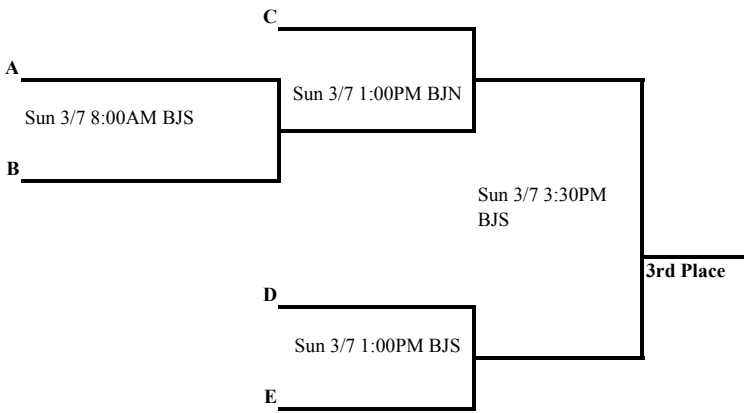 C
A
Sun 3/7 1:00PM BJN
Sun 3/7 8:00AM BJS
B
Sun 3/7 3:30PM
BJS
3rd Place
D
Sun 3/7 1:00PM BJS
E